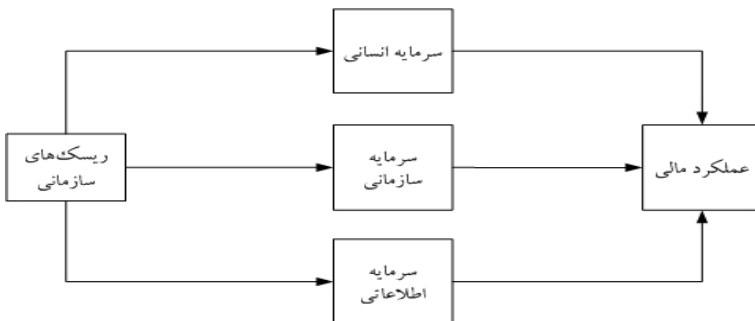 سرمایه انسانی
ریسک‌های
سازمانی
سرمایه
سازمانی
عملکرد مالی
سرمایه
اطلاعاتی